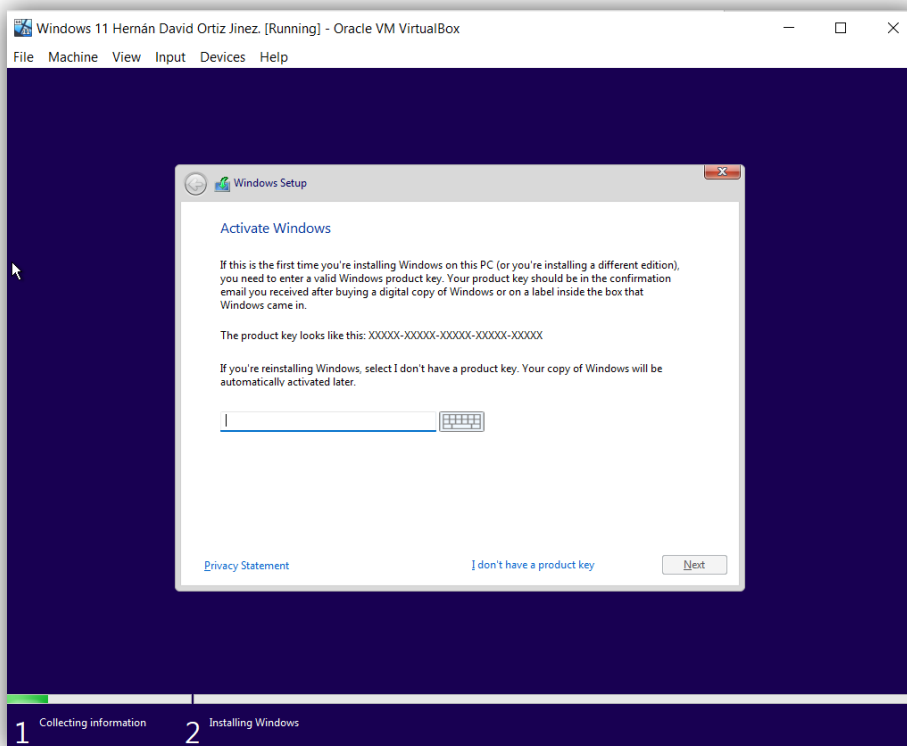 Windows 11 Hernán David Ortiz Jinez. [Running] - Oracle VM VirtualBox
File Machine View Input Devices Help
Windows Setup
Activate Windows
If this is the first time you're installing Windows on this PC (or you're installing a different edition),
you need to enter a valid Windows product key. Your product key should be in the confirmation
email you received after buying a digital copy of Windows or on a label inside the box that
Windows came in.
The product key looks like this: XXXXX-XXXXX-XXXXX-XXXXX-XXXXX
If you're reinstalling Windows, select I don't have a product key. Your copy of Windows will be
automatically activated later.
Privacy Statement
I don't have a product key
Next
1 Collecting information
2 Installing Windows